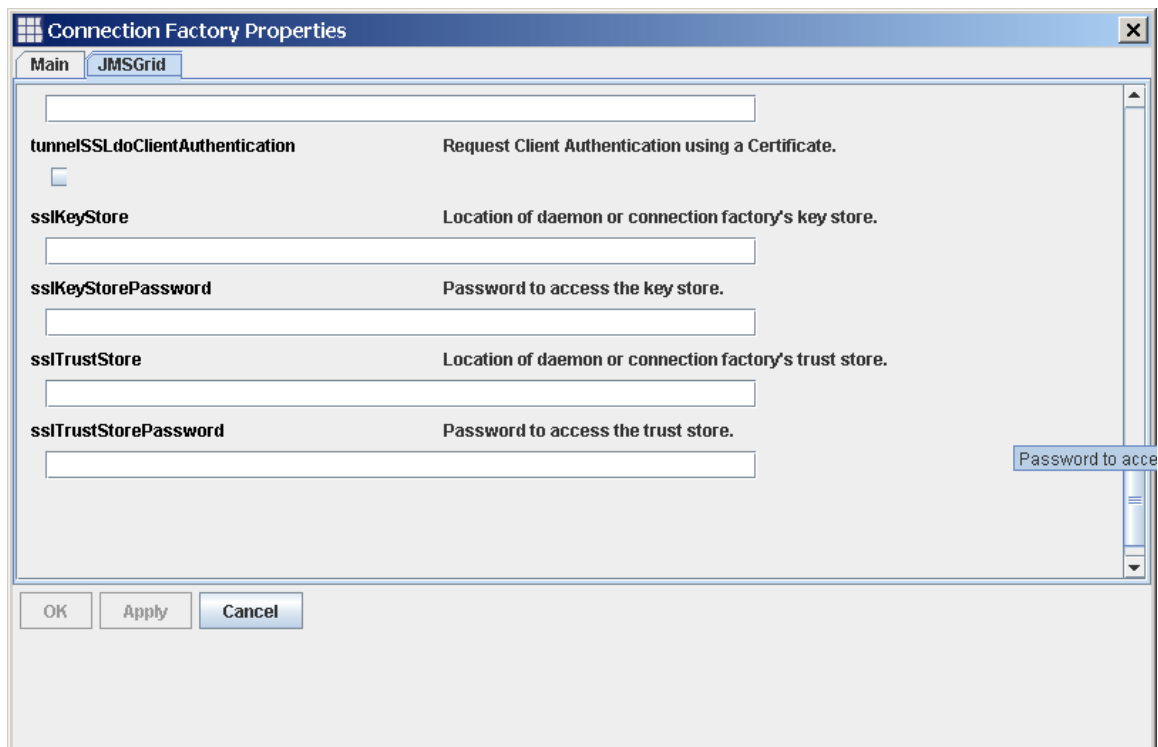 Connection Factory Properties
Main JMSGrid
tunnelSSLdoClientAuthentication Request Client Authentication using a Certificate.
sslKeyStore Location of daemon or connection factory's key store.
sslKeyStorePassword Password to access the key store.
sslTrustStore Location of daemon or connection factory's trust store.
sslTrustStorePassword Password to access the trust store.
Password to acce
OK Apply Cancel